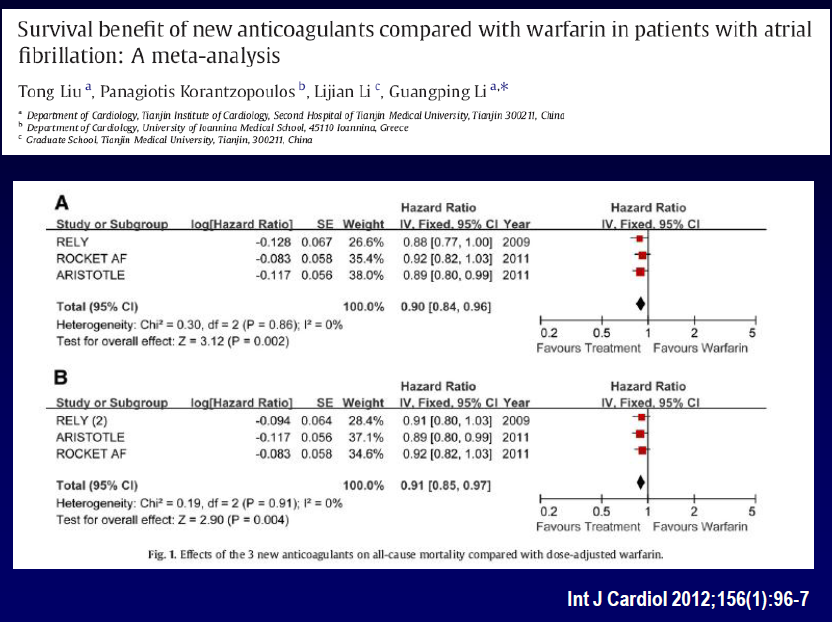 Survival benefit of new anticoagulants compared with warfarin in patients with atrial
fibrillation: A meta-analysis
Tong Liu a, Panagiotis Korantzopoulos b, Lijian Li c, Guangping Li a,*
a Department of Cardiology, Tianjin Institute of Cardiology, Second Hospital of Tianjin Medical University, Tianjin 300211, China
b Department of Cardiology, University of Ioannina Medical School, 45110 Ioannina, Greece
c Graduate School, Tianjin Medical University, Tianjin, 300211, China
A
Hazard Ratio Hazard Ratio
Study or Subgroup log[Hazard Ratio] SE Weight IV, Fixed, 95% CI Year IV, Fixed, 95% CI
RELY -0.128 0.067 26.6% 0.88 [0.77, 1.00] 2009
ROCKET AF -0.083 0.058 35.4% 0.92 [0.82, 1.03] 2011
ARISTOTLE -0.117 0.056 38.0% 0.89 [0.80, 0.99] 2011
Total (95% CI) 100.0% 0.90 [0.84, 0.96]
Heterogeneity: Chi² = 0.30, df = 2 (P = 0.86); I² = 0%
Test for overall effect: Z = 3.12 (P = 0.002)
0.2 0.5 1 2 5
Favours Treatment Favours Warfarin
B
Hazard Ratio Hazard Ratio
Study or Subgroup log[Hazard Ratio] SE Weight IV, Fixed, 95% CI Year IV, Fixed, 95% CI
RELY (2) -0.094 0.064 28.4% 0.91 [0.80, 1.03] 2009
ARISTOTLE -0.117 0.056 37.1% 0.89 [0.80, 0.99] 2011
ROCKET AF -0.083 0.058 34.6% 0.92 [0.82, 1.03] 2011
Total (95% CI) 100.0% 0.91 [0.85, 0.97]
Heterogeneity: Chi² = 0.19, df = 2 (P = 0.91); I² = 0%
Test for overall effect: Z = 2.90 (P = 0.004)
0.2 0.5 1 2 5
Favours Treatment Favours Warfarin
Fig. 1. Effects of the 3 new anticoagulants on all-cause mortality compared with dose-adjusted warfarin.
Int J Cardiol 2012;156(1):96-7